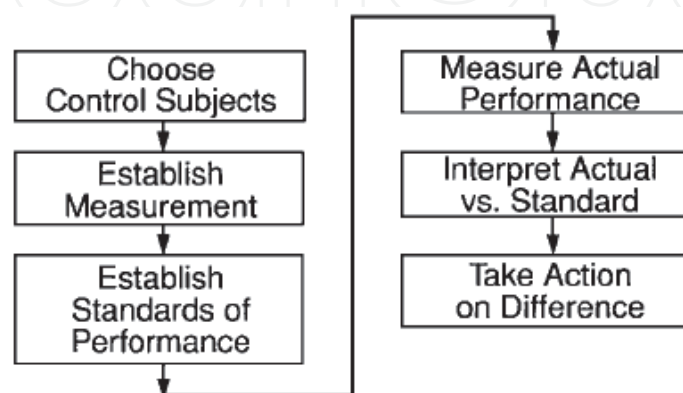 Choose
Control Subjects
Establish
Measurement
Establish
Standards of
Performance
Measure Actual
Performance
Interpret Actual
vs. Standard
Take Action
on Difference